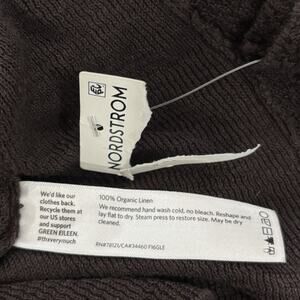 NORDSTROM
We'd like our
clothes back.
Recycle them at
our US stores
and support
GREEN EILEEN.
#thxverymuch
100% Organic Linen
We recommend hand wash cold, no bleach. Reshape and
lay flat to dry. Steam press to restore size. May be dry
cleaned.
RN#78121/CA#34460 F16GLE